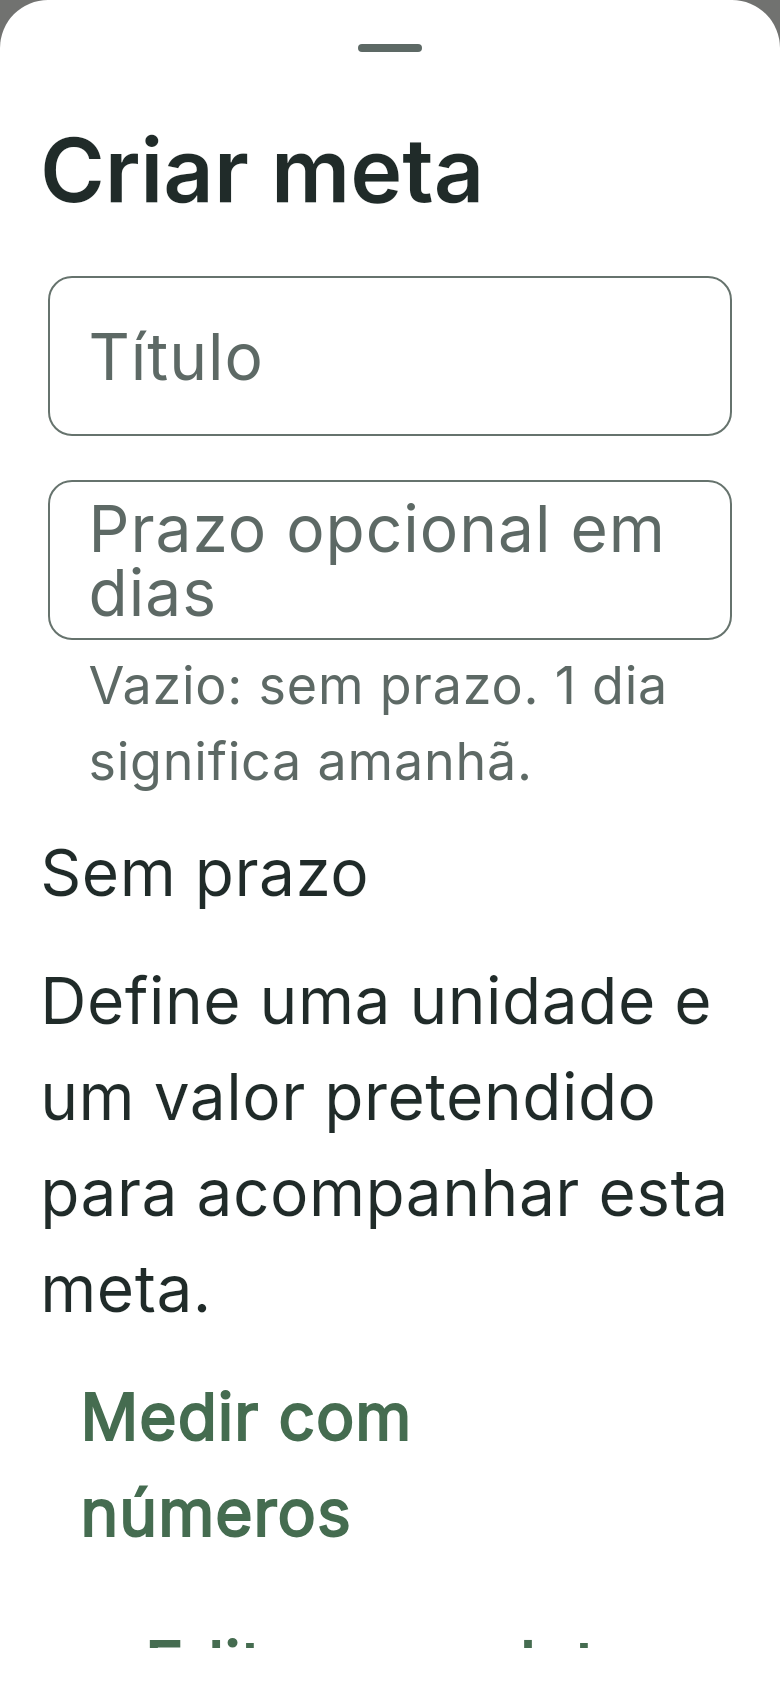 Criar meta
Título
Prazo opcional em
dias
Vazio: sem prazo. 1 dia
significa amanhã.
Sem prazo
Define uma unidade e
um valor pretendido
para acompanhar esta
meta.
Medir com
números